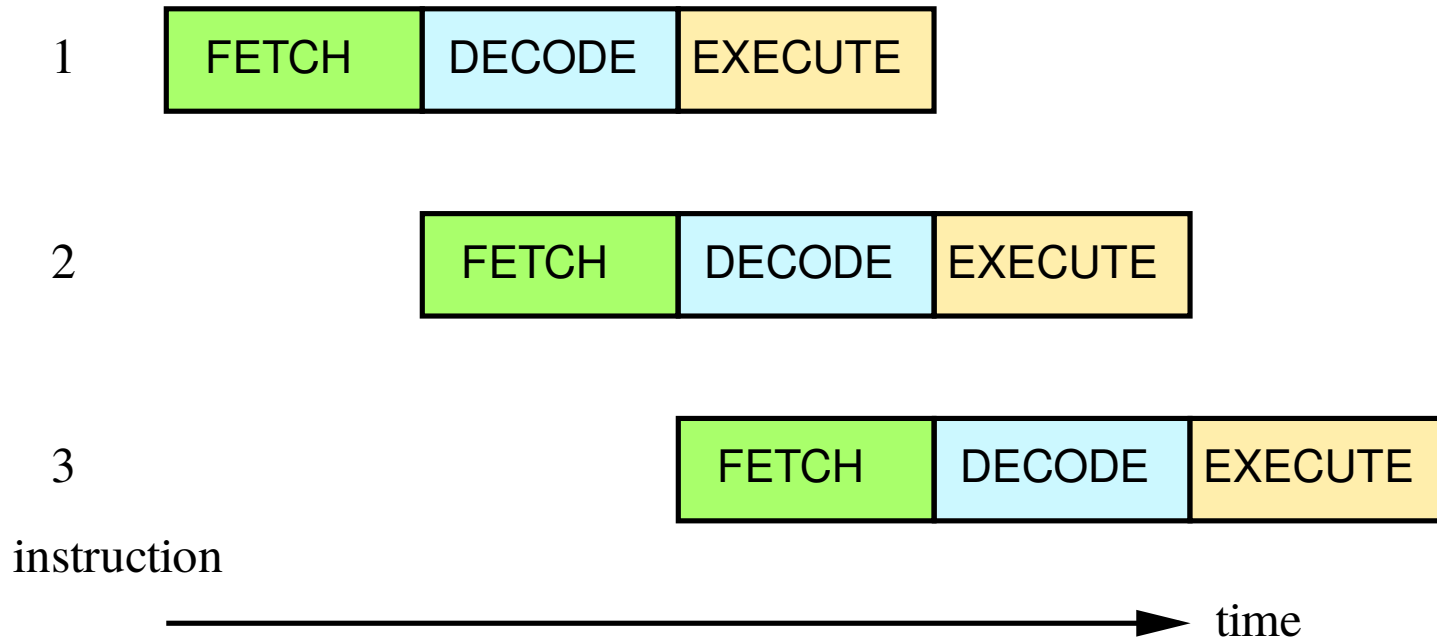 1 FETCH DECODE EXECUTE
2 FETCH DECODE EXECUTE
3 FETCH DECODE EXECUTE
instruction
time